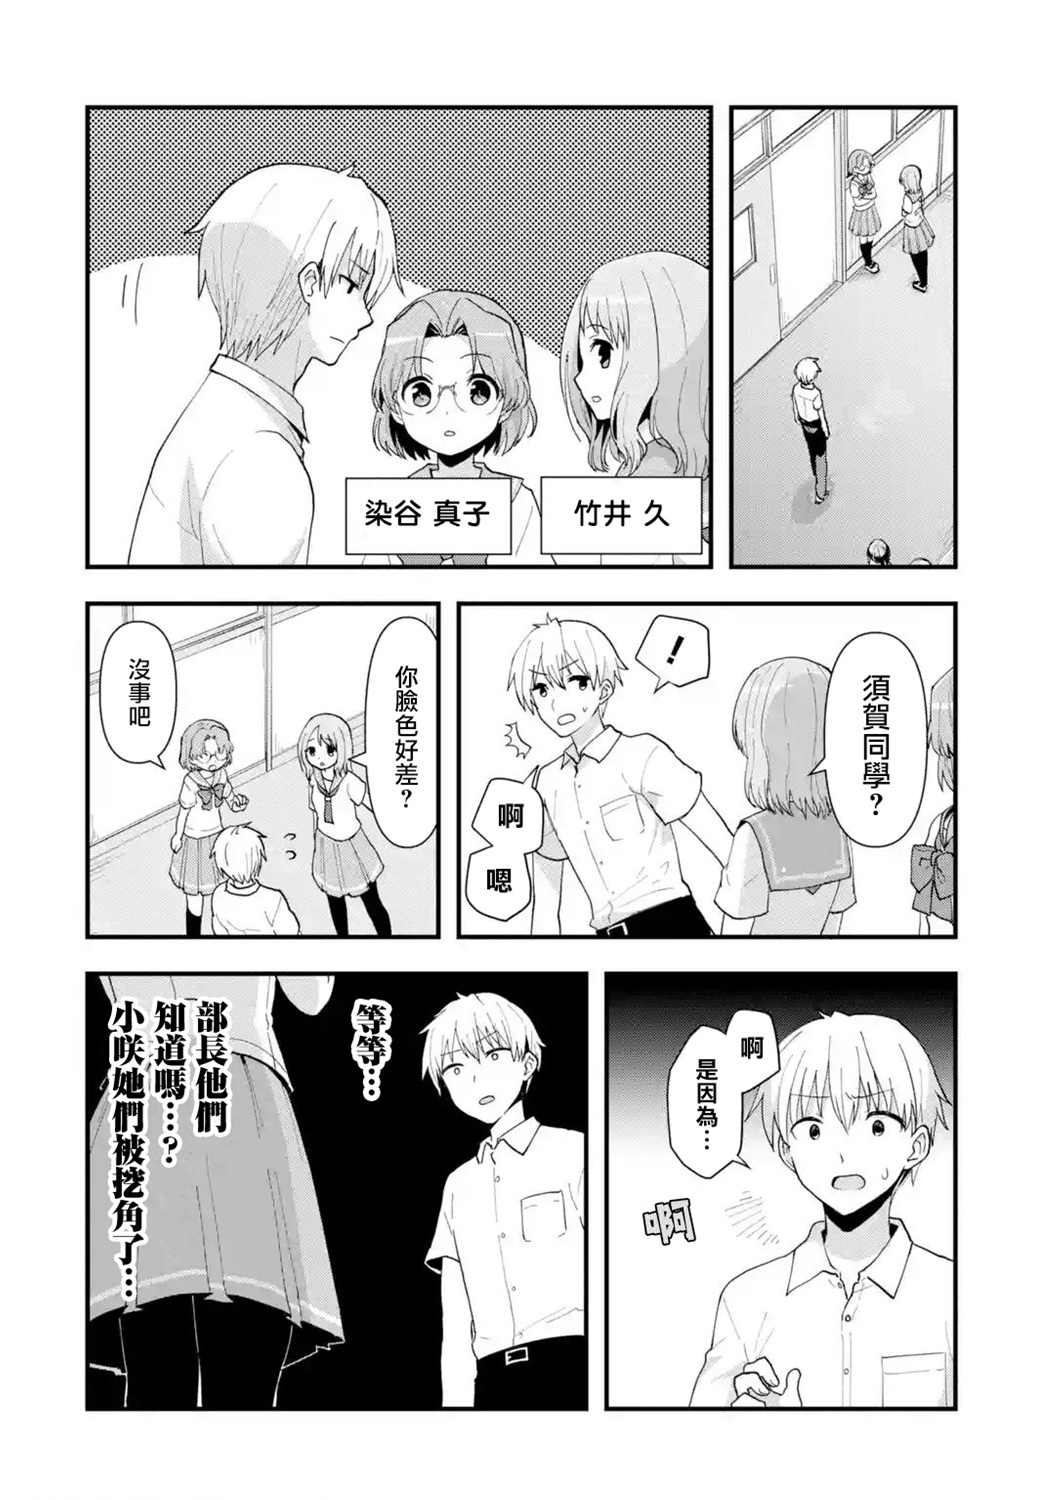 竹井 久
染谷 真子
須賀同學?
!
啊
嗯
你臉色好差?
沒事吧
啊
是因為…
啊
等等…
部長他們
知道嗎…?
小咲她們被挖角了…